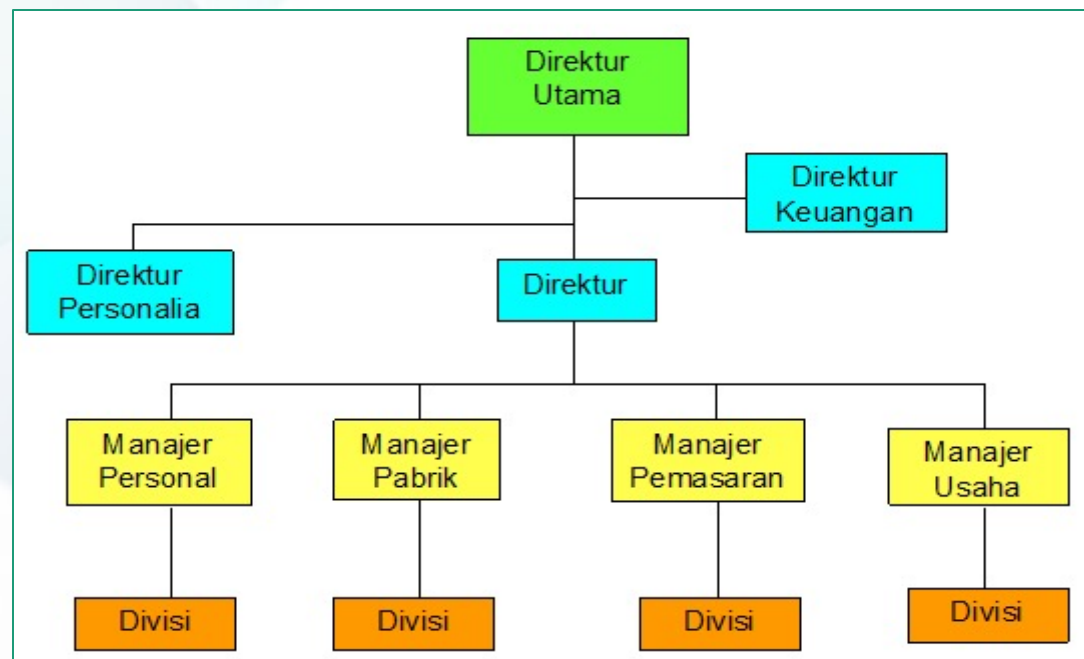 Direktur
Utama
Direktur
Keuangan
Direktur
Personalia
Direktur
Manajer
Personal
Manajer
Pabrik
Manajer
Pemasaran
Manajer
Usaha
Divisi
Divisi
Divisi
Divisi